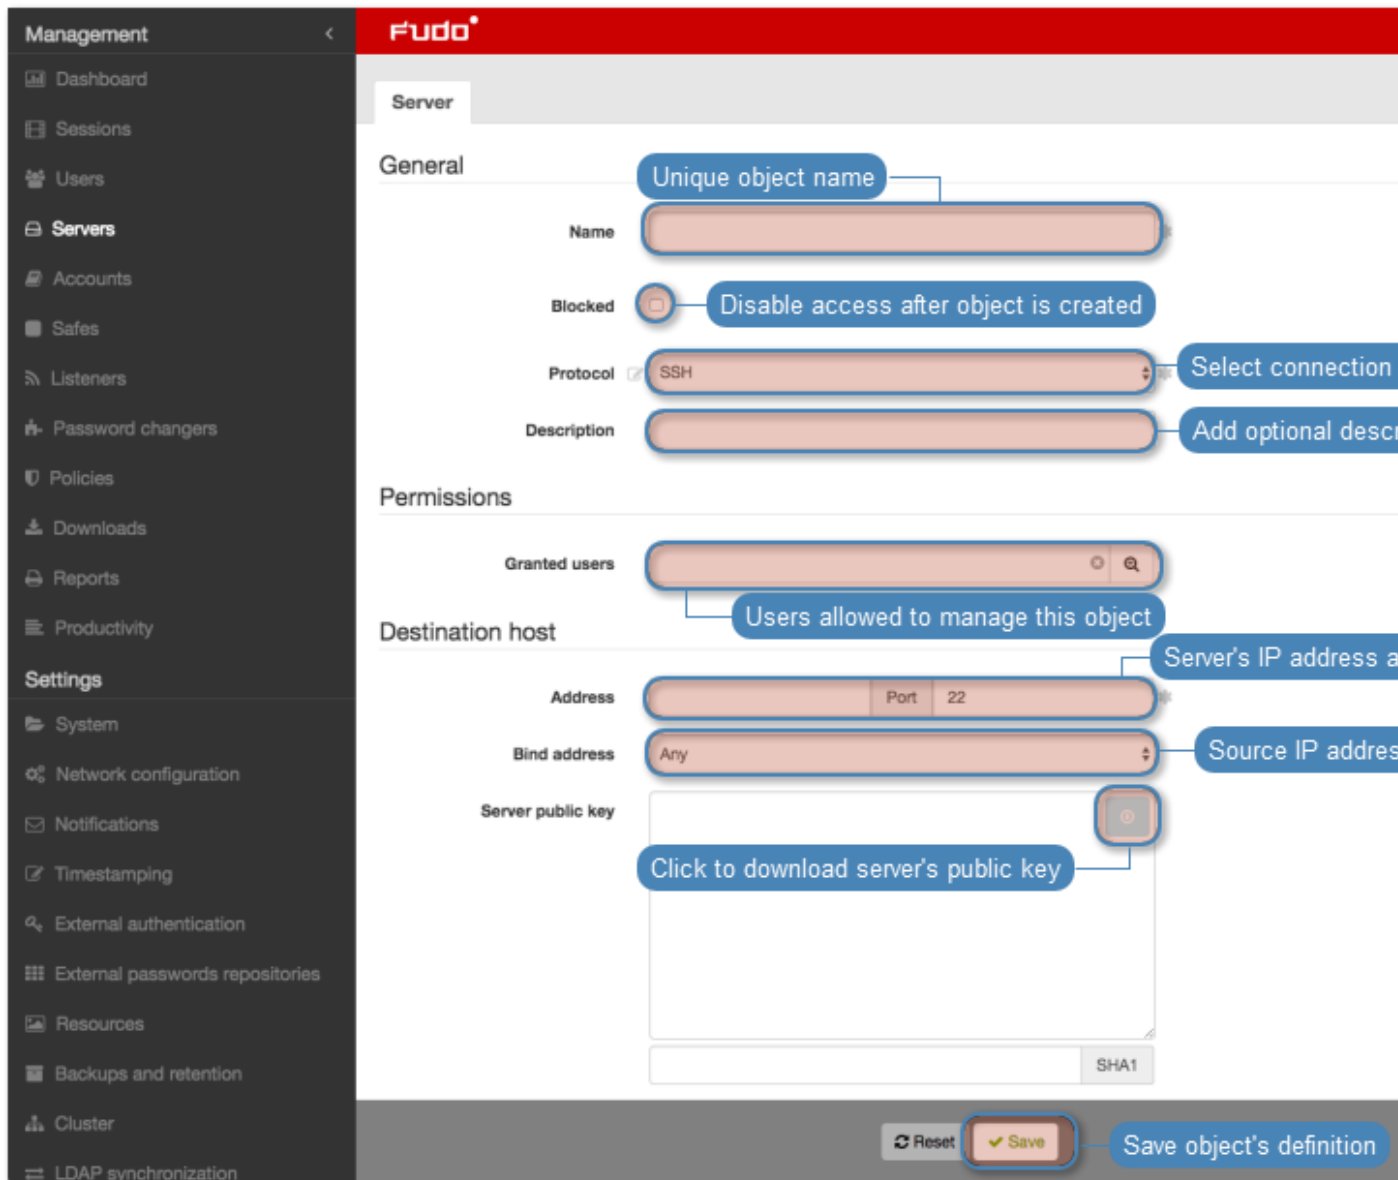 Management
Dashboard
Sessions
Users
Servers
Accounts
Safes
Listeners
Password changers
Policies
Downloads
Reports
Productivity
Settings
System
Network configuration
Notifications
Timestamping
External authentication
External passwords repositories
Resources
Backups and retention
Cluster
LDAP synchronization
FUDO
Server
General
Unique object name
Name
Blocked
Disable access after object is created
Protocol
SSH
Select connection
Description
Add optional descr
Permissions
Granted users
Users allowed to manage this object
Destination host
Server's IP address a
Address
Port 22
Bind address
Any
Source IP addres
Server public key
Click to download server's public key
SHA1
Reset
Save
Save object's definition